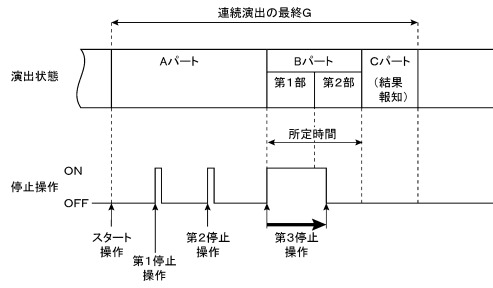 連続演出の最終G
演出状態
Aパート
Bパート
Cパート
第1部
第2部
(結果
報知)
所定時間
ON
停止操作
OFF
スタート
操作
第1停止
操作
第2停止
操作
第3停止
操作